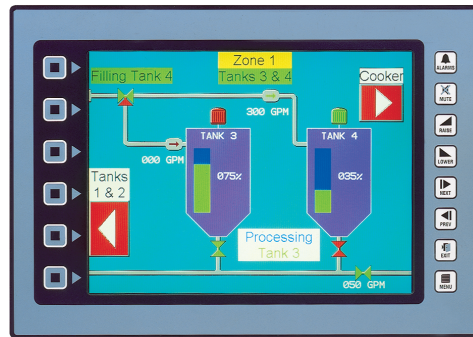 Filling Tank 4
Zone 1
Tanks 3 & 4
Cooker
300 GPM
000 GPM
TANK 3
TANK 4
075%
035%
Tanks
1 & 2
Processing
Tank 3
050 GPM
ALARMS
MUTE
RAISE
LOWER
NEXT
PREV
EXIT
MENU